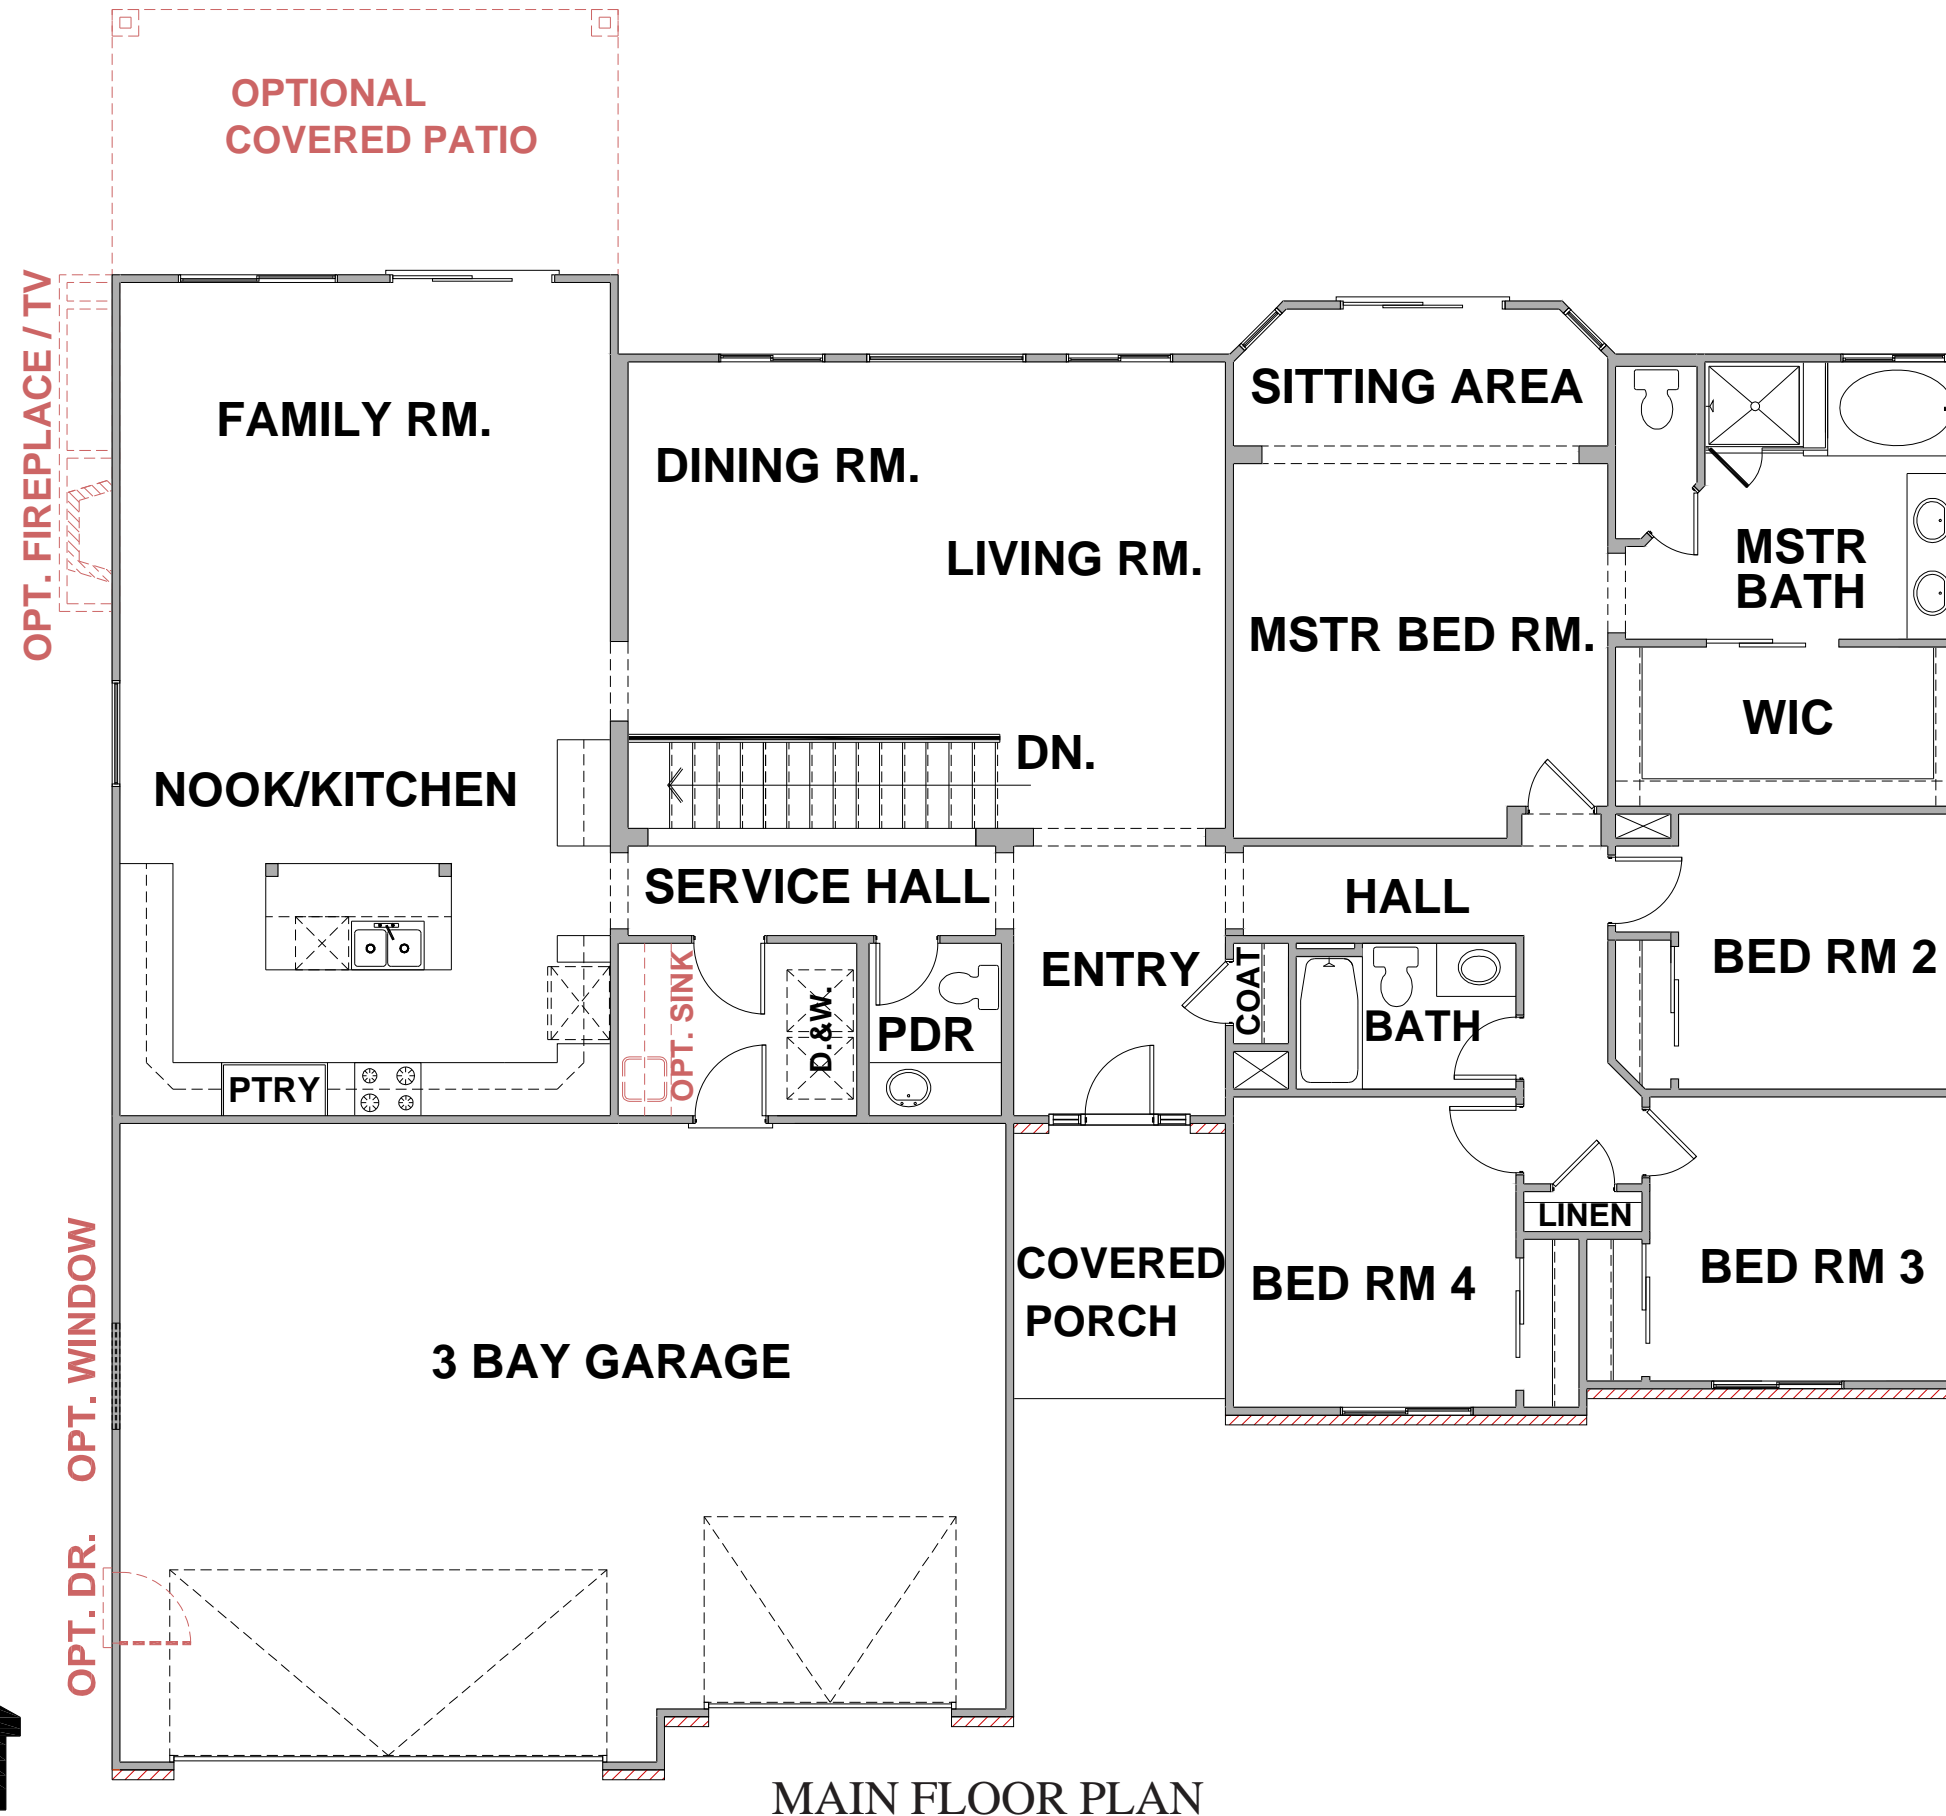 OPTIONAL
COVERED PATIO
OPT. FIREPLACE / TV
FAMILY RM.
SITTING AREA
DINING RM.
LIVING RM.
MSTR
BATH
MSTR BED RM.
WIC
DN.
NOOK/KITCHEN
SERVICE HALL
HALL
BED RM 2
ENTRY
COAT
OPT. SINK
D.&W.
PDR
BATH
PTRY
LINEN
COVERED
PORCH
BED RM 4
BED RM 3
OPT. WINDOW
3 BAY GARAGE
OPT. DR.
MAIN FLOOR PLAN